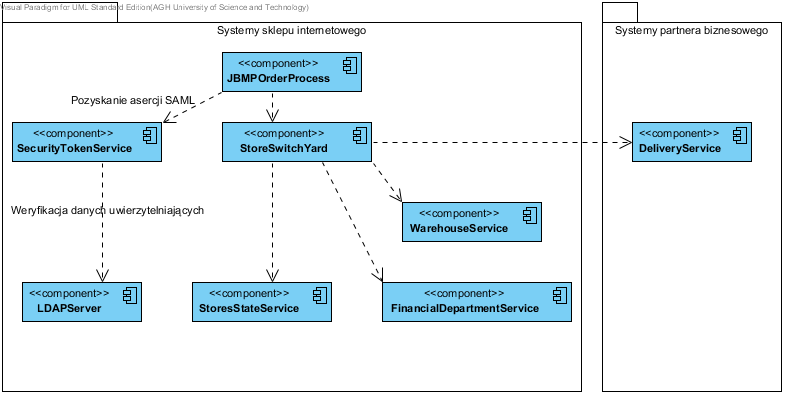 Visual Paradigm for UML Standard Edition(AGH University of Science and Technology)
Systemy sklepu internetowego
Systemy partnera biznesowego
<<component>>
JBMPOrderProcess
Pozyskanie asercji SAML
<<component>>
SecurityTokenService
<<component>>
StoreSwitchYard
<<component>>
DeliveryService
Weryfikacja danych uwierzytelniających
<<component>>
WarehouseService
<<component>>
LDAPServer
<<component>>
StoresStateService
<<component>>
FinancialDepartmentService